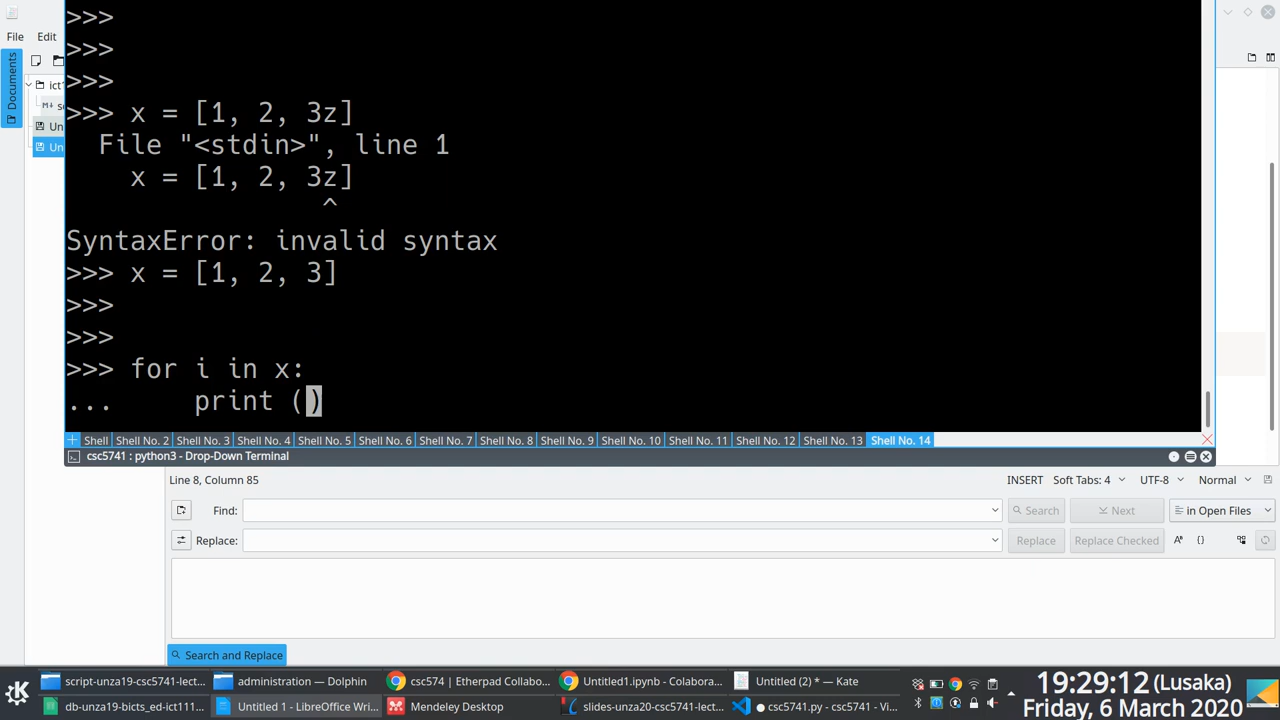 >>>
File Edit
>>>
Documents
>>>
ict1
>>> x = [1, 2, 3z]
Un
File "<stdin>", line 1
Un
x = [1, 2, 3z]
^
SyntaxError: invalid syntax
>>> x = [1, 2, 3]
>>>
>>>
>>> for i in x:
... print ()
Shell Shell No. 2 Shell No. 3 Shell No. 4 Shell No. 5 Shell No. 6 Shell No. 7 Shell No. 8 Shell No. 9 Shell No. 10 Shell No. 11 Shell No. 12 Shell No. 13 Shell No. 14
csc5741 : python3 - Drop-Down Terminal
Line 8, Column 85 INSERT Soft Tabs: 4 UTF-8 Normal
Find: Search Next in Open Files
Replace: Replace Replace Checked
Search and Replace
script-unza19-csc5741-lect... administration — Dolphin csc574 | Etherpad Collabo... Untitled1.ipynb - Colabora... Untitled (2) * — Kate
db-unza19-bicts_ed-ict111... Untitled 1 - LibreOffice Wri... Mendeley Desktop slides-unza20-csc5741-lect... ● csc5741.py - csc5741 - Vi...
19:29:12 (Lusaka)
Friday, 6 March 2020